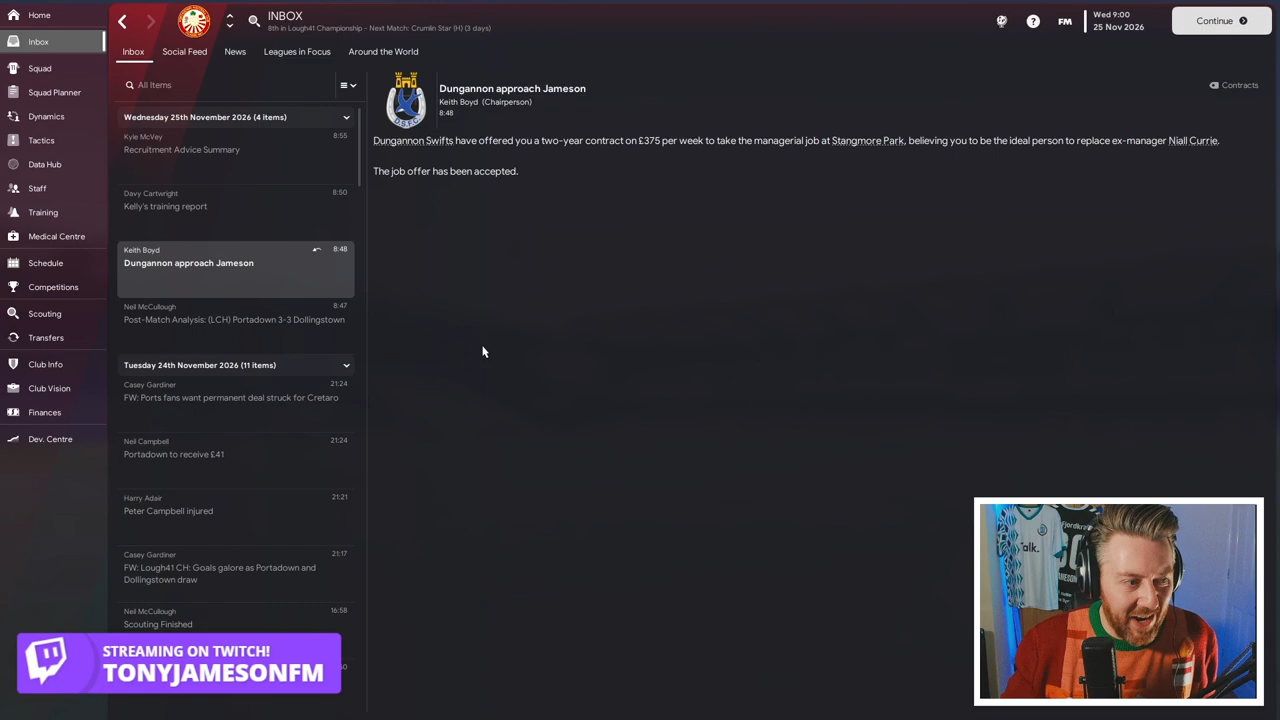 Home
Inbox
Squad
Squad Planner
Dynamics
Tactics
Data Hub
Staff
Training
Medical Centre
Schedule
Competitions
Scouting
Transfers
Club Info
Club Vision
Finances
Dev. Centre
INBOX
8th in Lough41 Championship - Next Match: Crumlin Star (H) (3 days)
FM
Wed 9:00
25 Nov 2026
Continue
Inbox
Social Feed
News
Leagues in Focus
Around the World
All Items
Wednesday 25th November 2026 (4 items)
Kyle McVey 8:55
Recruitment Advice Summary
Davy Cartwright 8:50
Kelly's training report
Keith Boyd 8:48
Dungannon approach Jameson
Neil McCullough 8:47
Post-Match Analysis: (LCH) Portadown 3-3 Dollingstown
Tuesday 24th November 2026 (11 items)
Casey Gardiner 21:24
FW: Ports fans want permanent deal struck for Cretaro
Neil Campbell 21:24
Portadown to receive £41
Harry Adair 21:21
Peter Campbell injured
Casey Gardiner 21:17
FW: Lough41 CH: Goals galore as Portadown and
Dollingstown draw
Neil McCullough 16:58
Scouting Finished
Dungannon approach Jameson
Keith Boyd (Chairperson)
8:48
Contracts
Dungannon Swifts have offered you a two-year contract on £375 per week to take the managerial job at Stangmore Park, believing you to be the ideal person to replace ex-manager Niall Currie.
The job offer has been accepted.
STREAMING ON TWITCH!
TONYJAMESONFM
Talk.